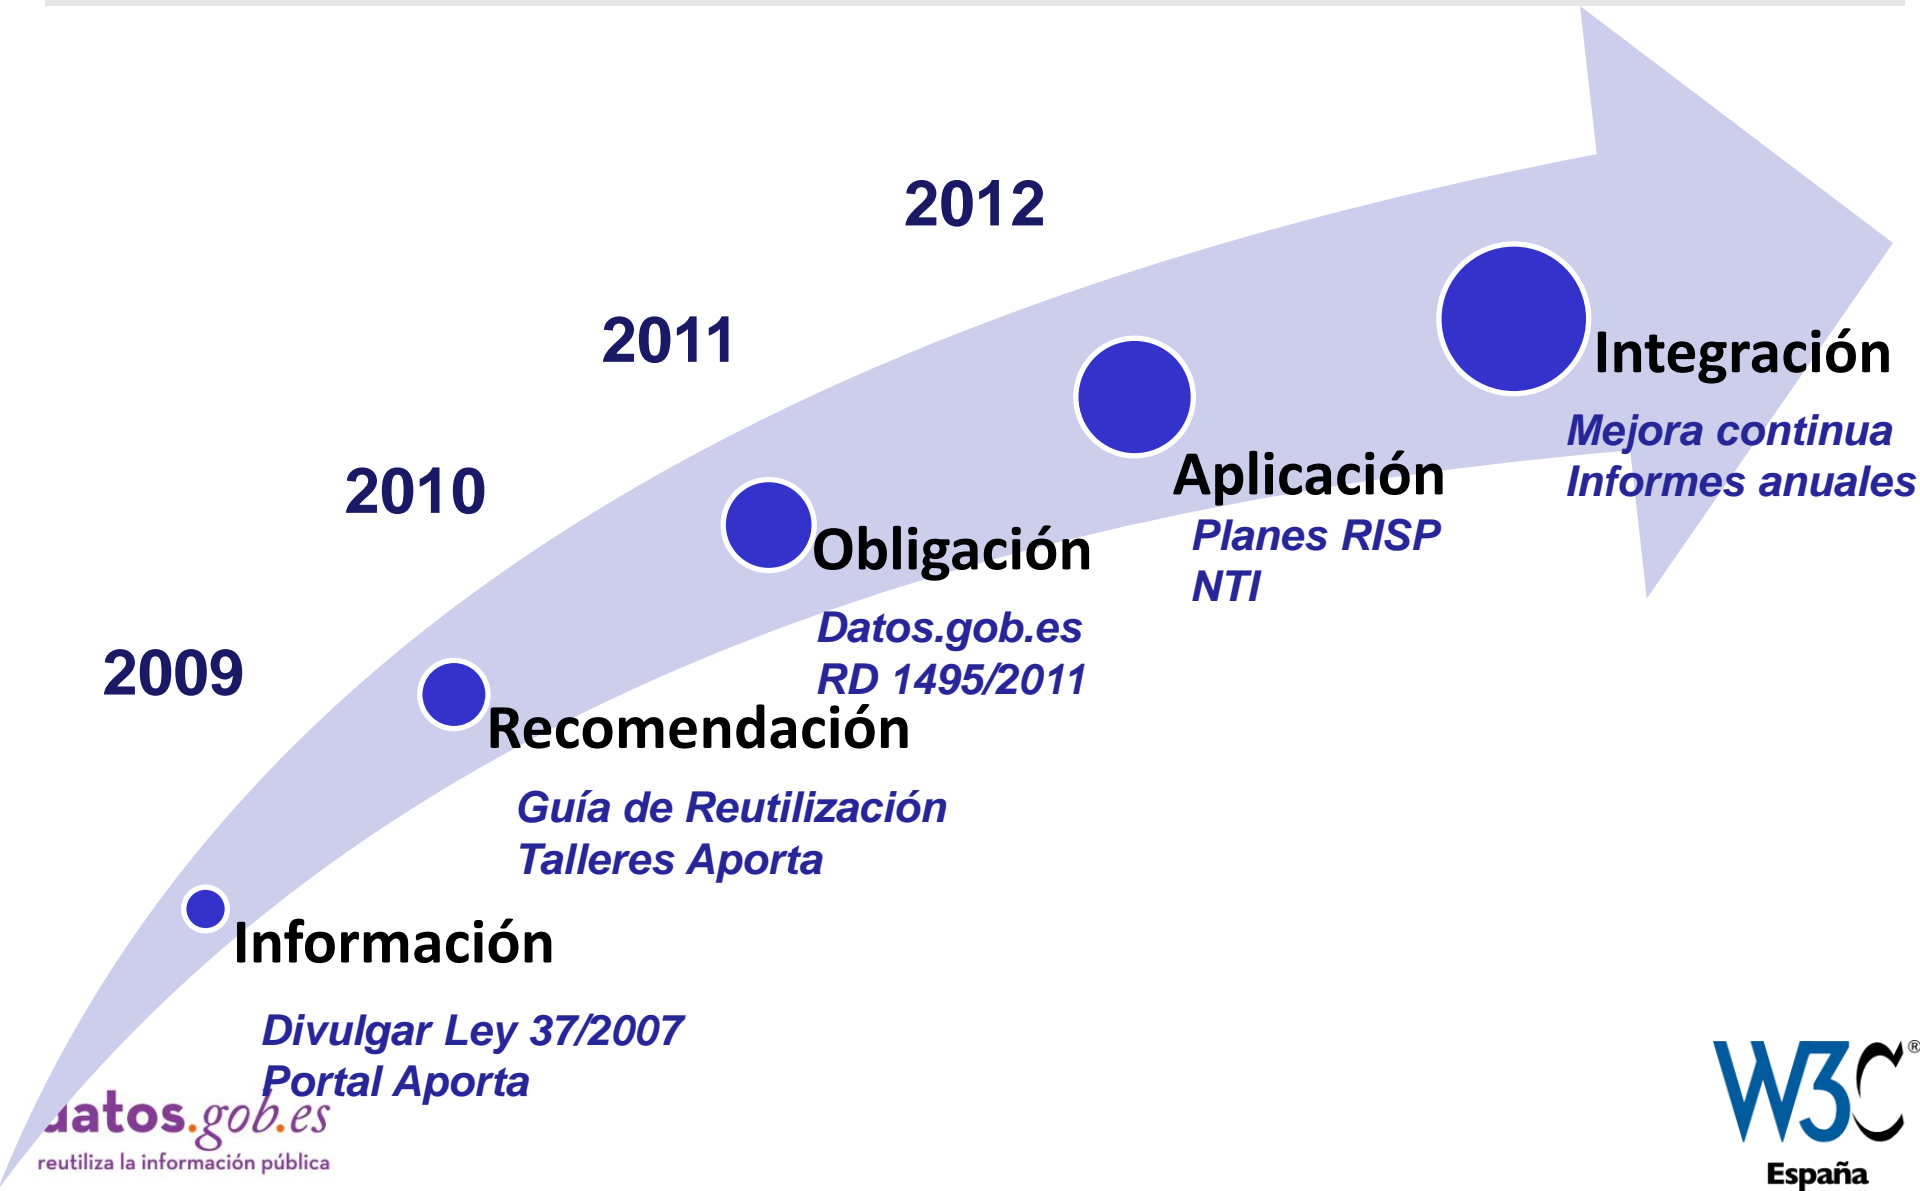 2012
2011
2010
2009
Integración
Mejora continua
Informes anuales
Aplicación
Planes RISP
NTI
Obligación
Datos.gob.es
RD 1495/2011
Recomendación
Guía de Reutilización
Talleres Aporta
Información
Divulgar Ley 37/2007
Portal Aporta
datos.gob.es
reutiliza la información pública
W3C®
España